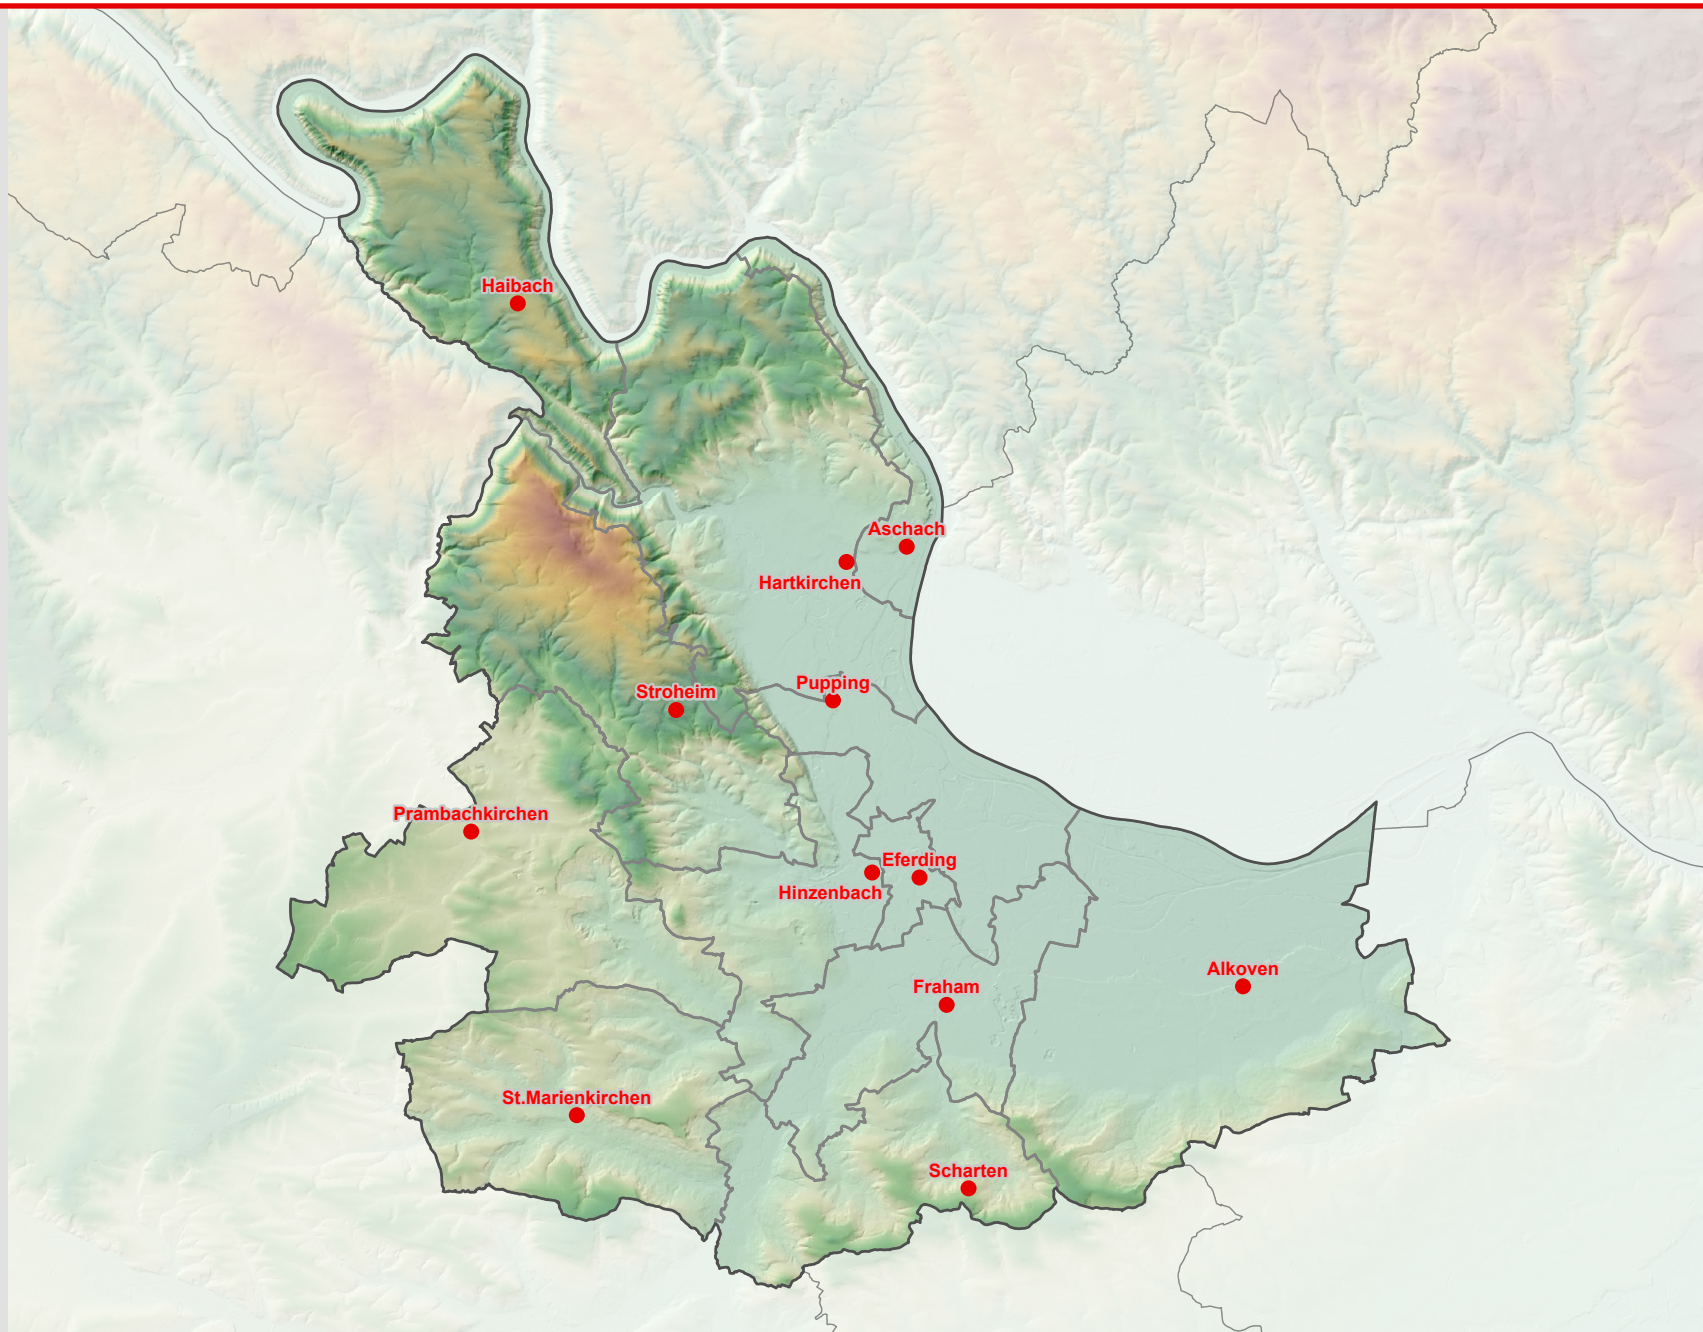 Haibach
Aschach
Hartkirchen
Pupping
Stroheim
Prambachkirchen
Eferding
Hinzenbach
Alkoven
Fraham
St.Marienkirchen
Scharten